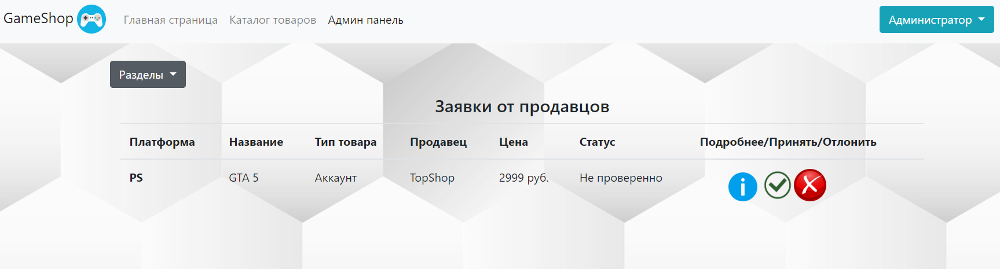 GameShop Главная страница Каталог товаров Админ панель Администратор
Разделы
Заявки от продавцов
Платформа Название Тип товара Продавец Цена Статус Подробнее/Принять/Отлонить
PS GTA 5 Аккаунт TopShop 2999 руб. Не проверенно